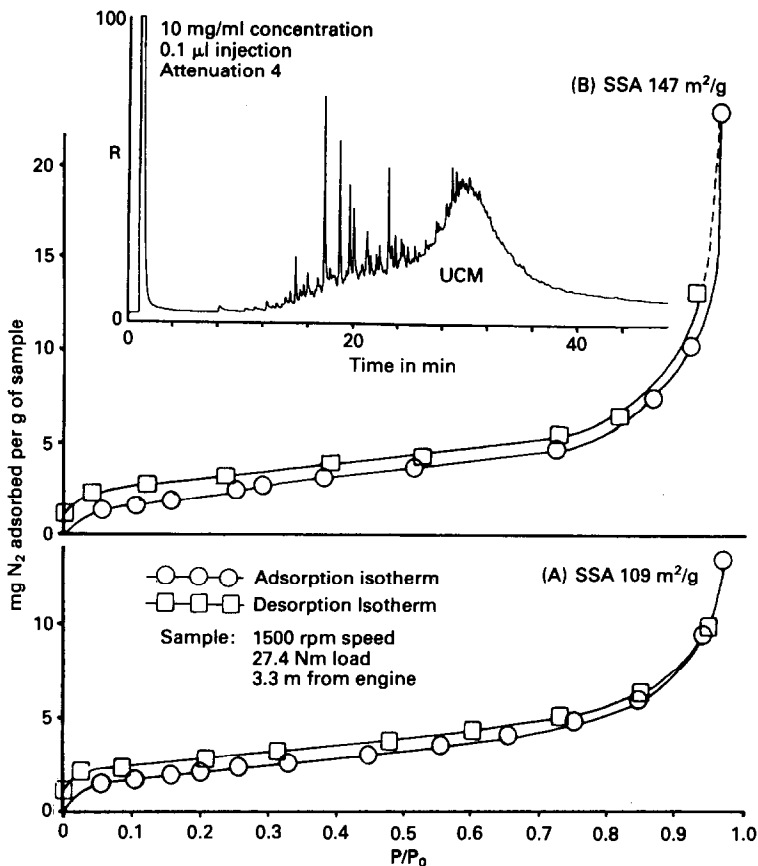 100
10 mg/ml concentration
0.1 µl injection
Attenuation 4
(B) SSA 147 m²/g
R
UCM
0
0
20
40
Time in min
20
15
10
5
0
mg N₂ adsorbed per g of sample
Adsorption isotherm
Desorption Isotherm
(A) SSA 109 m²/g
Sample: 1500 rpm speed
27.4 Nm load
3.3 m from engine
10
5
0
0 0.1 0.2 0.3 0.4 0.5 0.6 0.7 0.8 0.9 1.0
P/P₀